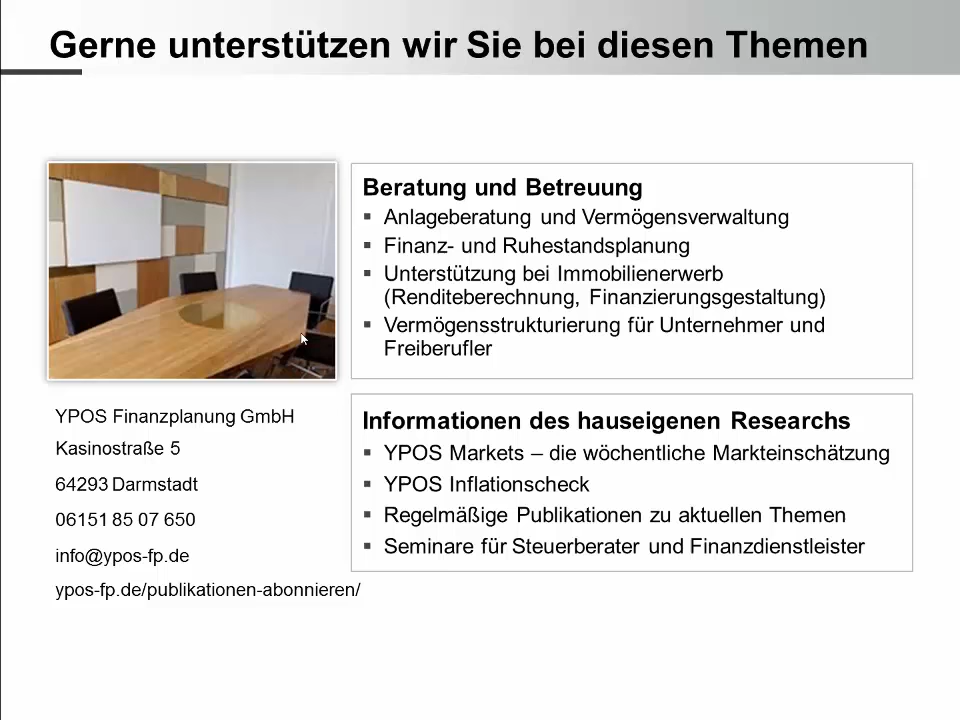 Gerne unterstützen wir Sie bei diesen Themen
Beratung und Betreuung
▪ Anlageberatung und Vermögensverwaltung
▪ Finanz- und Ruhestandsplanung
▪ Unterstützung bei Immobilienerwerb
(Renditeberechnung, Finanzierungsgestaltung)
▪ Vermögensstrukturierung für Unternehmer und
Freiberufler
YPOS Finanzplanung GmbH
Kasinostraße 5
64293 Darmstadt
06151 85 07 650
info@ypos-fp.de
ypos-fp.de/publikationen-abonnieren/
Informationen des hauseigenen Researchs
▪ YPOS Markets – die wöchentliche Markteinschätzung
▪ YPOS Inflationscheck
▪ Regelmäßige Publikationen zu aktuellen Themen
▪ Seminare für Steuerberater und Finanzdienstleister